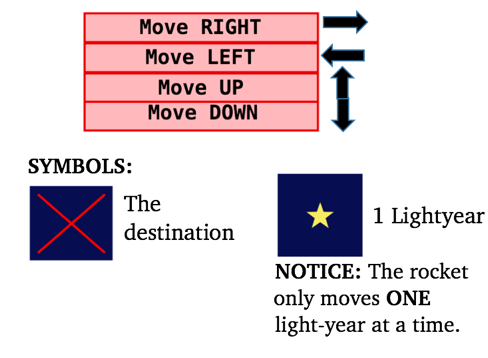 Move RIGHT
Move LEFT
Move UP
Move DOWN
SYMBOLS:
The
destination
1 Lightyear
NOTICE: The rocket
only moves ONE
light-year at a time.